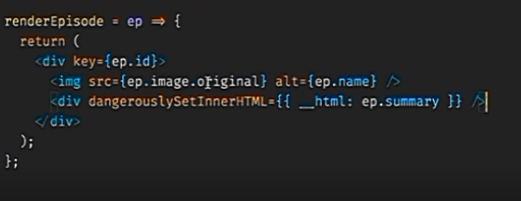 renderEpisode = ep => {
return (
<div key={ep.id}>
<img src={ep.image.original} alt={ep.name} />
<div dangerouslySetInnerHTML={{ __html: ep.summary }} />
</div>
);
};